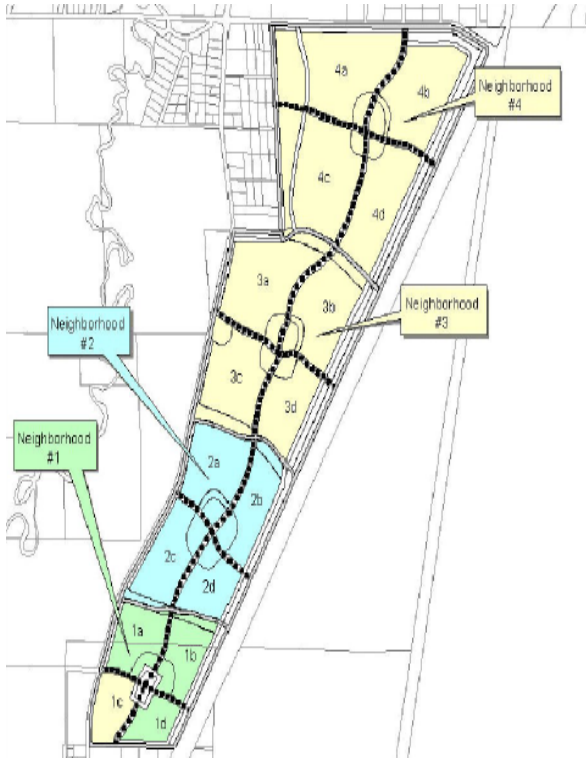 4a
4b
Neighborhood
#4
4c
4d
3a
3b
Neighborhood
#3
Neighborhood
#2
3c
3d
Neighborhood
#1
2a
2b
2c
2d
1a
1b
1c
1d